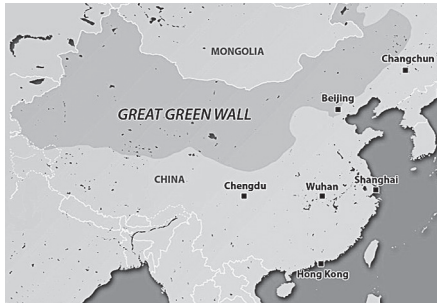 MONGOLIA
Changchun
Beijing
GREAT GREEN WALL
CHINA
Chengdu
Wuhan
Shanghai
Hong Kong